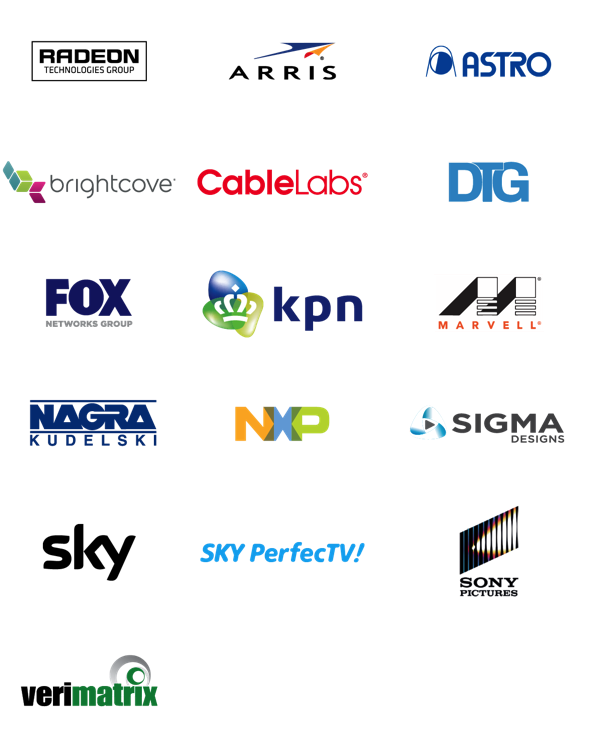 RADEON
TECHNOLOGIES GROUP
ARRIS
ASTRO
brightcove
CableLabs®
DTG
FOX
NETWORKS GROUP
kpn
MARVELL®
NAGRA
KUDELSKI
NXP
SIGMA
DESIGNS
sky
SKY PerfecTV!
SONY
PICTURES
verimatrix